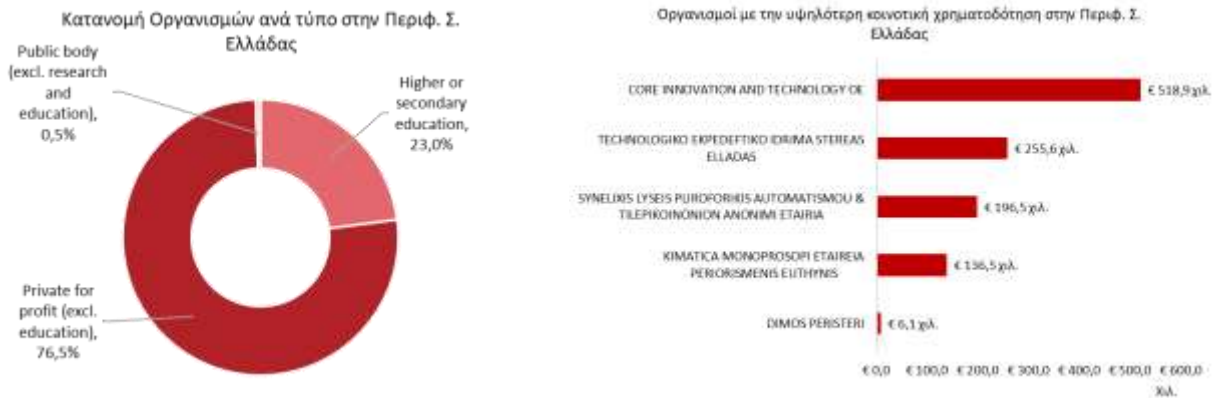 Κατανομή Οργανισμών ανά τύπο στην Περιφ. Σ.
Ελλάδας
Public body
(excl. research
and
education),
0,5%
Higher or
secondary
education,
23,0%
Private for
profit (excl.
education),
76,5%
Οργανισμοί με την υψηλότερη κοινοτική χρηματοδότηση στην Περιφ. Σ.
Ελλάδας
CORE INNOVATION AND TECHNOLOGY OE
€ 518,9 χιλ.
TECHNOLOGIKO EKPEDEFTIKO IDRIMA STEREAS
ELLADAS
€ 255,6 χιλ.
SYNELIXIS LYSEIS PLIROFORIKIS AUTOMATISMOU &
TILEPIKOINONION ANONIMI ETAIRIA
€ 196,5 χιλ.
KIMATICA MONOPROSOPI ETAIREIA
PERIORISMENIS EUTHYNIS
€ 136,5 χιλ.
DIMOS PERISTERI
€ 6,1 χιλ.
€ 0,0 € 100,0 € 200,0 € 300,0 € 400,0 € 500,0 € 600,0
Χιλ.